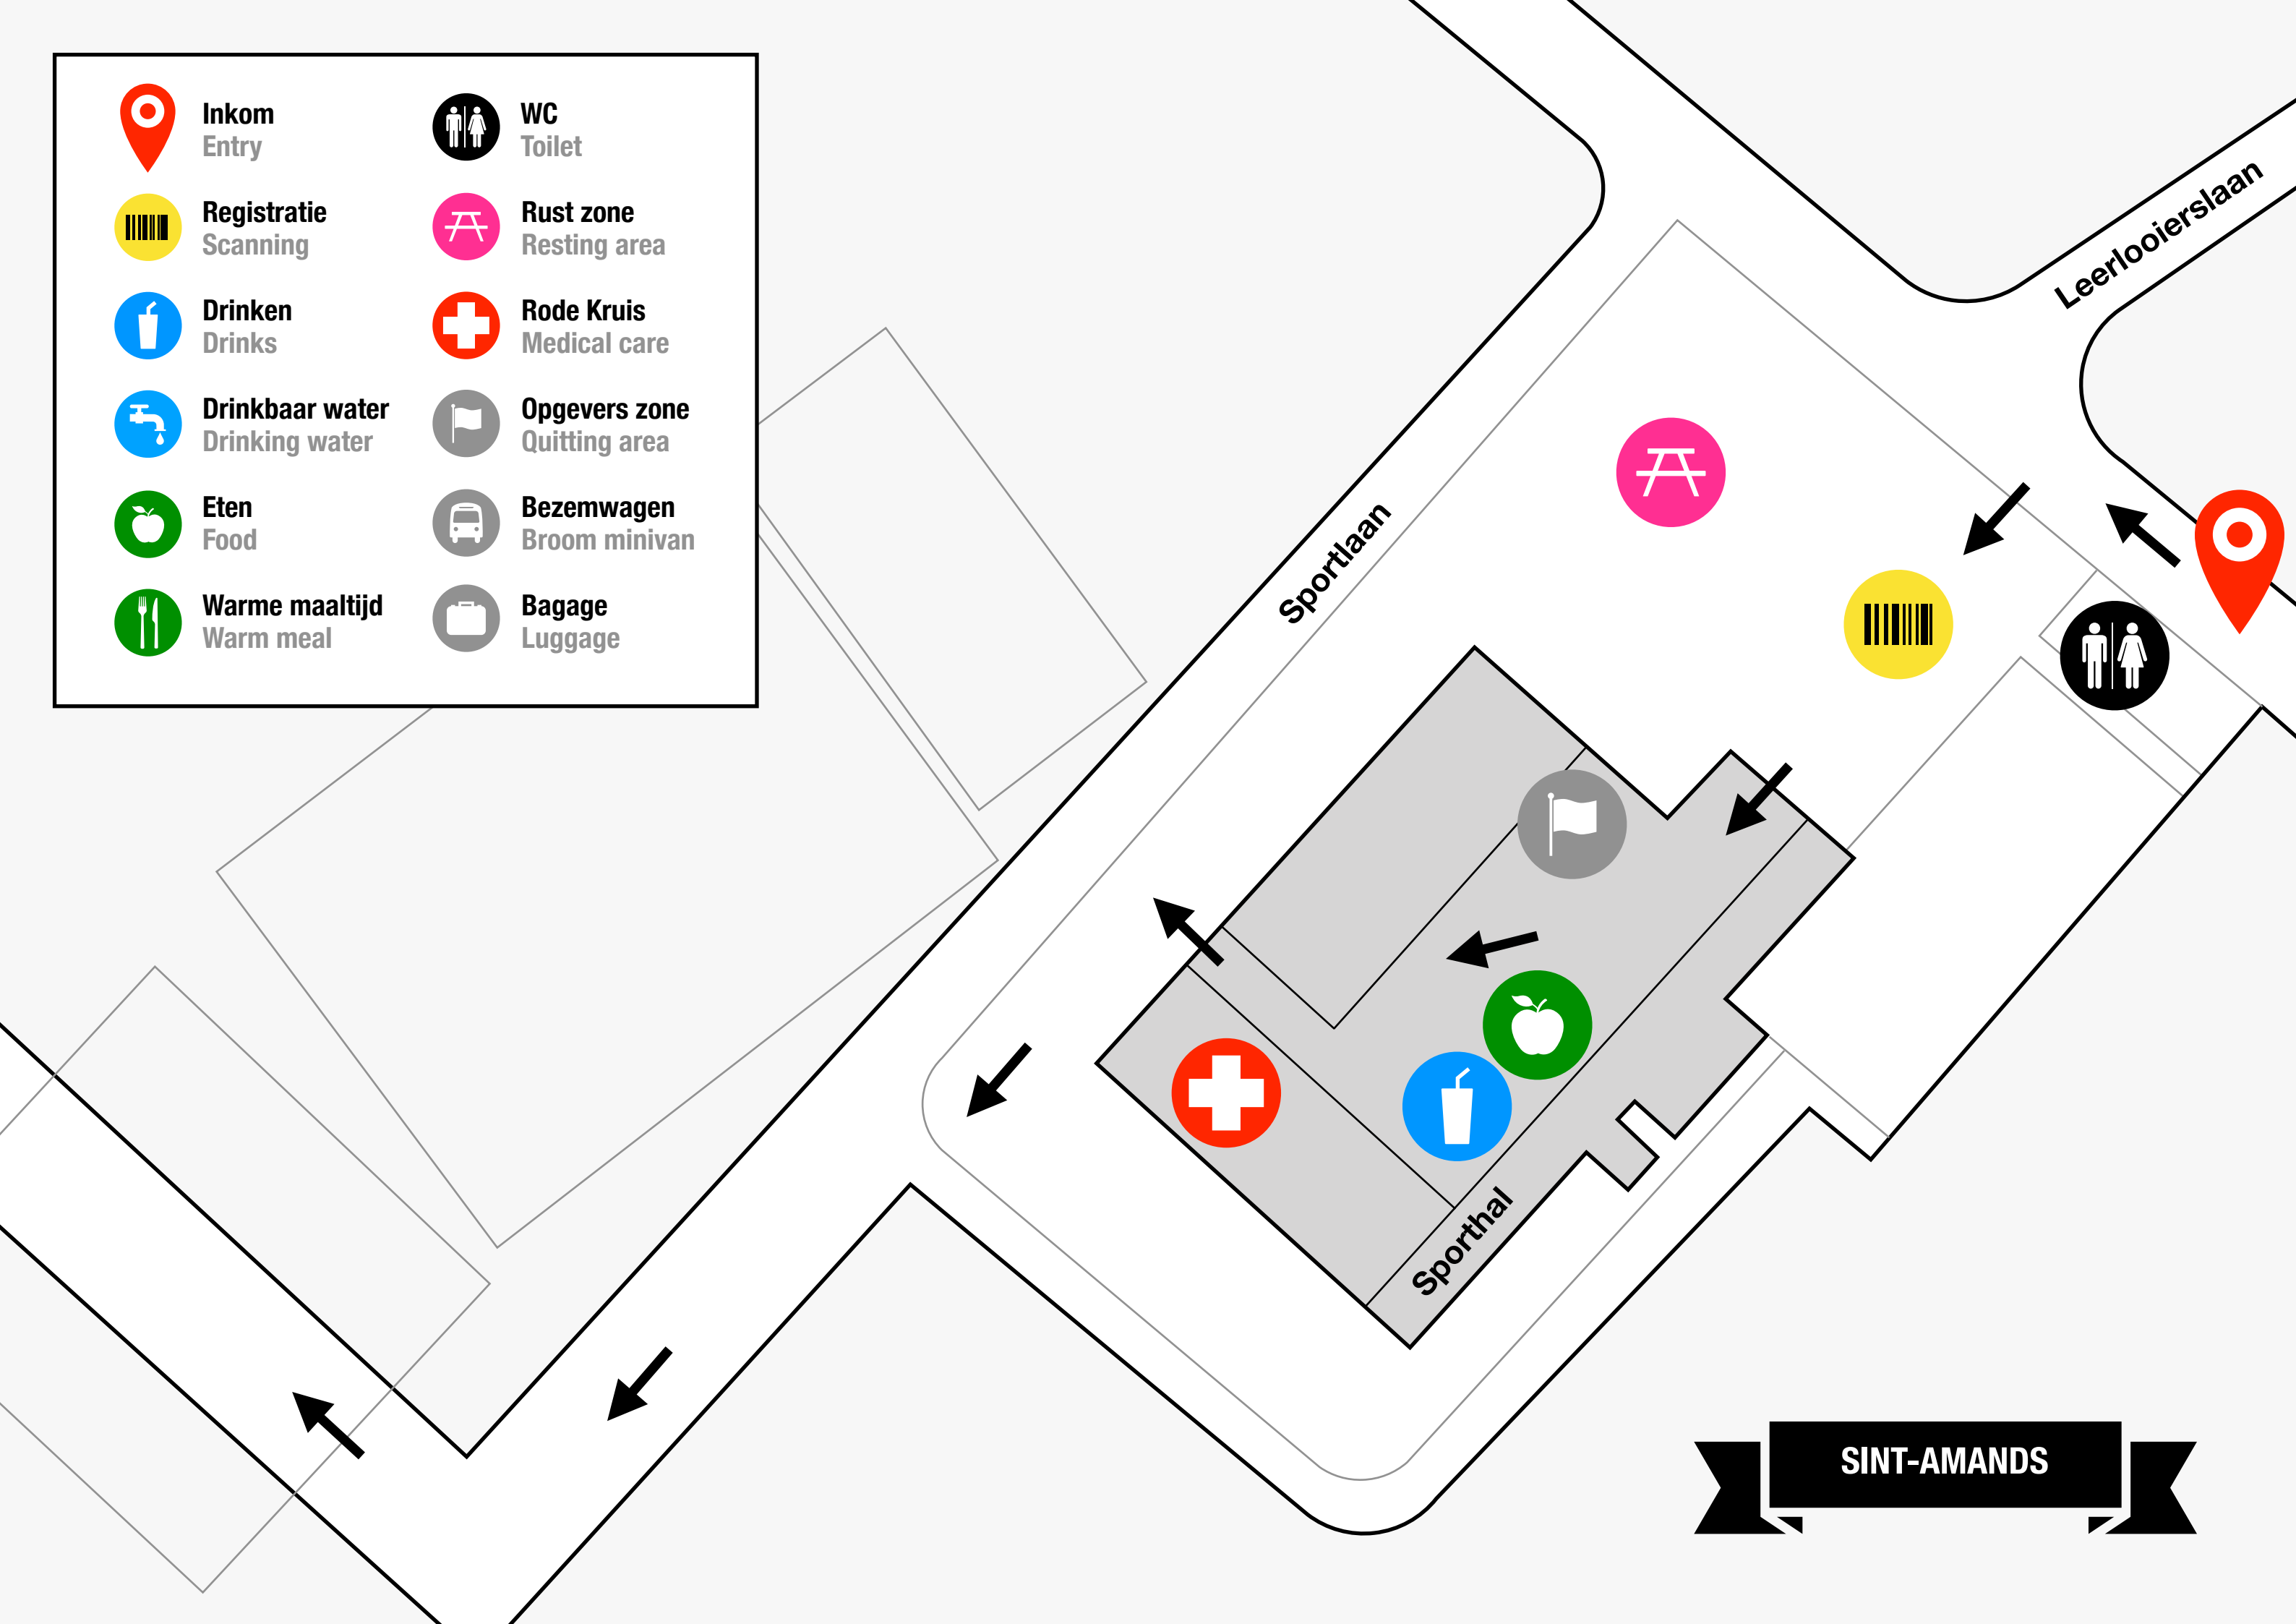 Inkom
Entry
Registratie
Scanning
Drinken
Drinks
Drinkbaar water
Drinking water
Eten
Food
Warme maaltijd
Warm meal
WC
Toilet
Rust zone
Resting area
Rode Kruis
Medical care
Opgevers zone
Quitting area
Bezemwagen
Broom minivan
Bagage
Luggage
Leerlooierslaan
Sportlaan
Sporthal
SINT-AMANDS